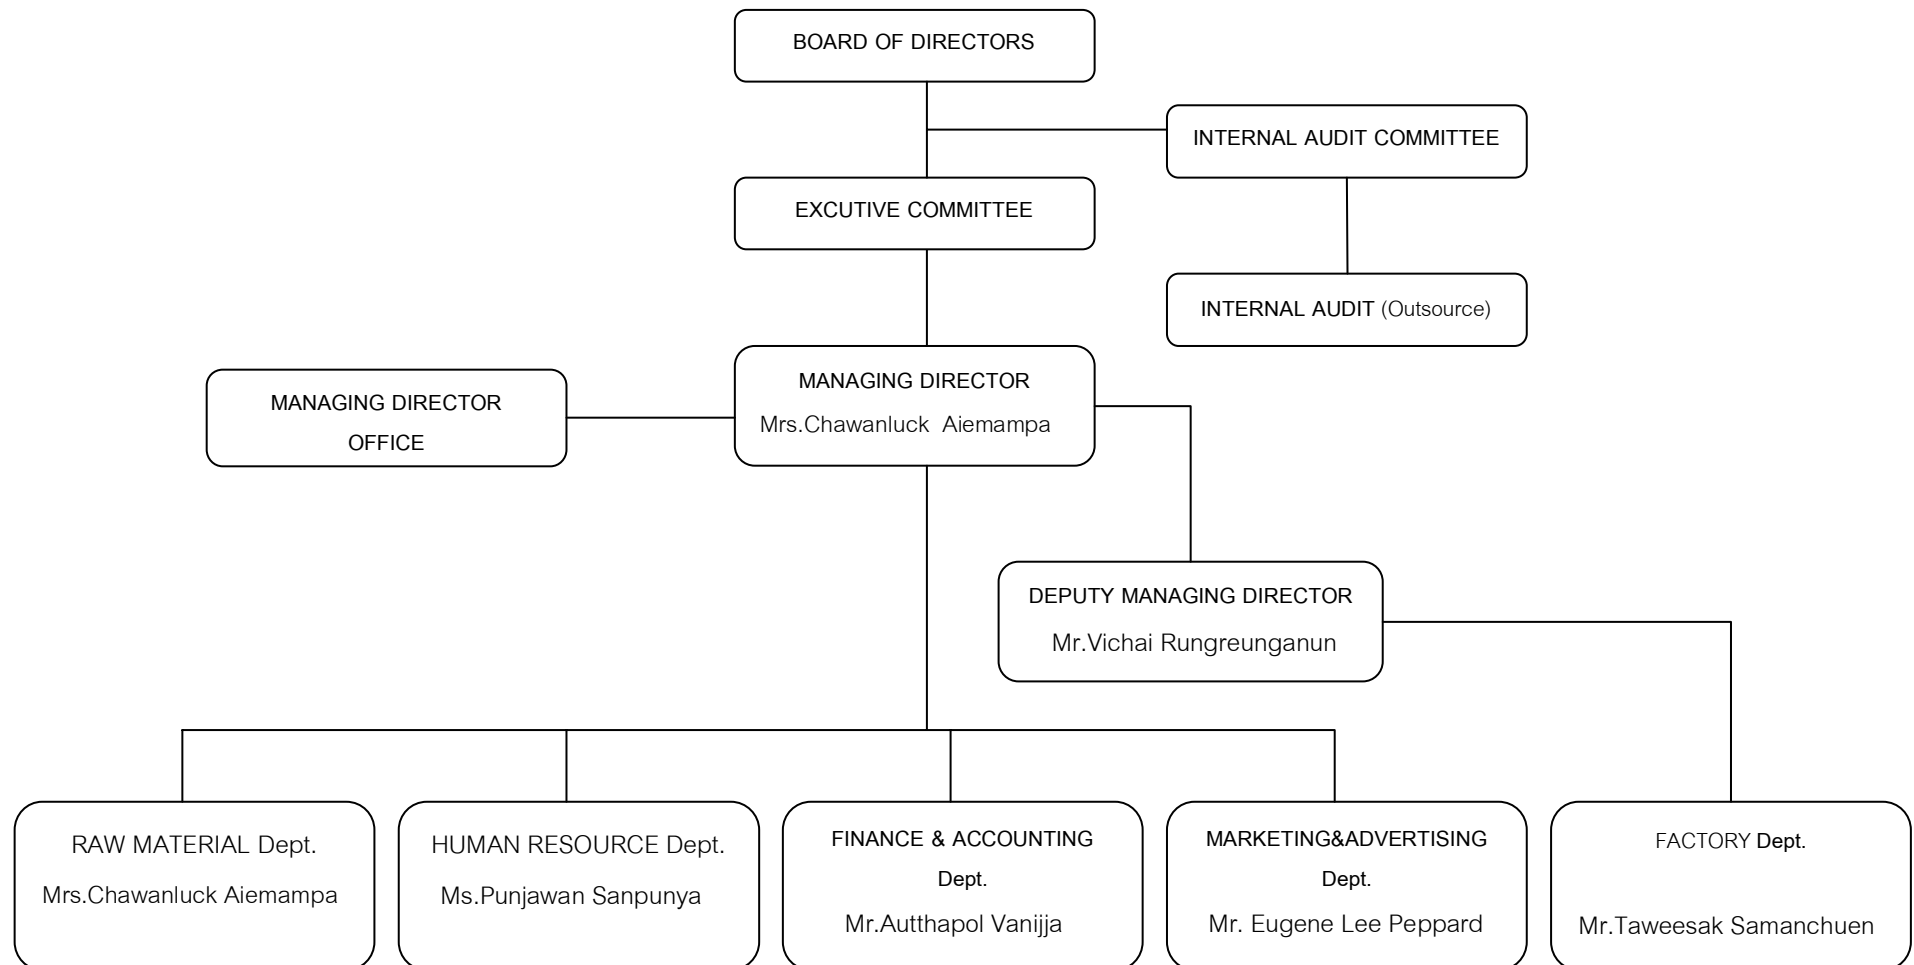 BOARD OF DIRECTORS
INTERNAL AUDIT COMMITTEE
EXCUTIVE COMMITTEE
INTERNAL AUDIT (Outsource)
MANAGING DIRECTOR
Mrs.Chawanluck Aiemampa
MANAGING DIRECTOR
OFFICE
DEPUTY MANAGING DIRECTOR
Mr.Vichai Rungreunganun
RAW MATERIAL Dept.
Mrs.Chawanluck Aiemampa
HUMAN RESOURCE Dept.
Ms.Punjawan Sanpunya
FINANCE & ACCOUNTING
Dept.
Mr.Autthapol Vanijja
MARKETING&ADVERTISING
Dept.
Mr. Eugene Lee Peppard
FACTORY Dept.
Mr.Taweesak Samanchuen